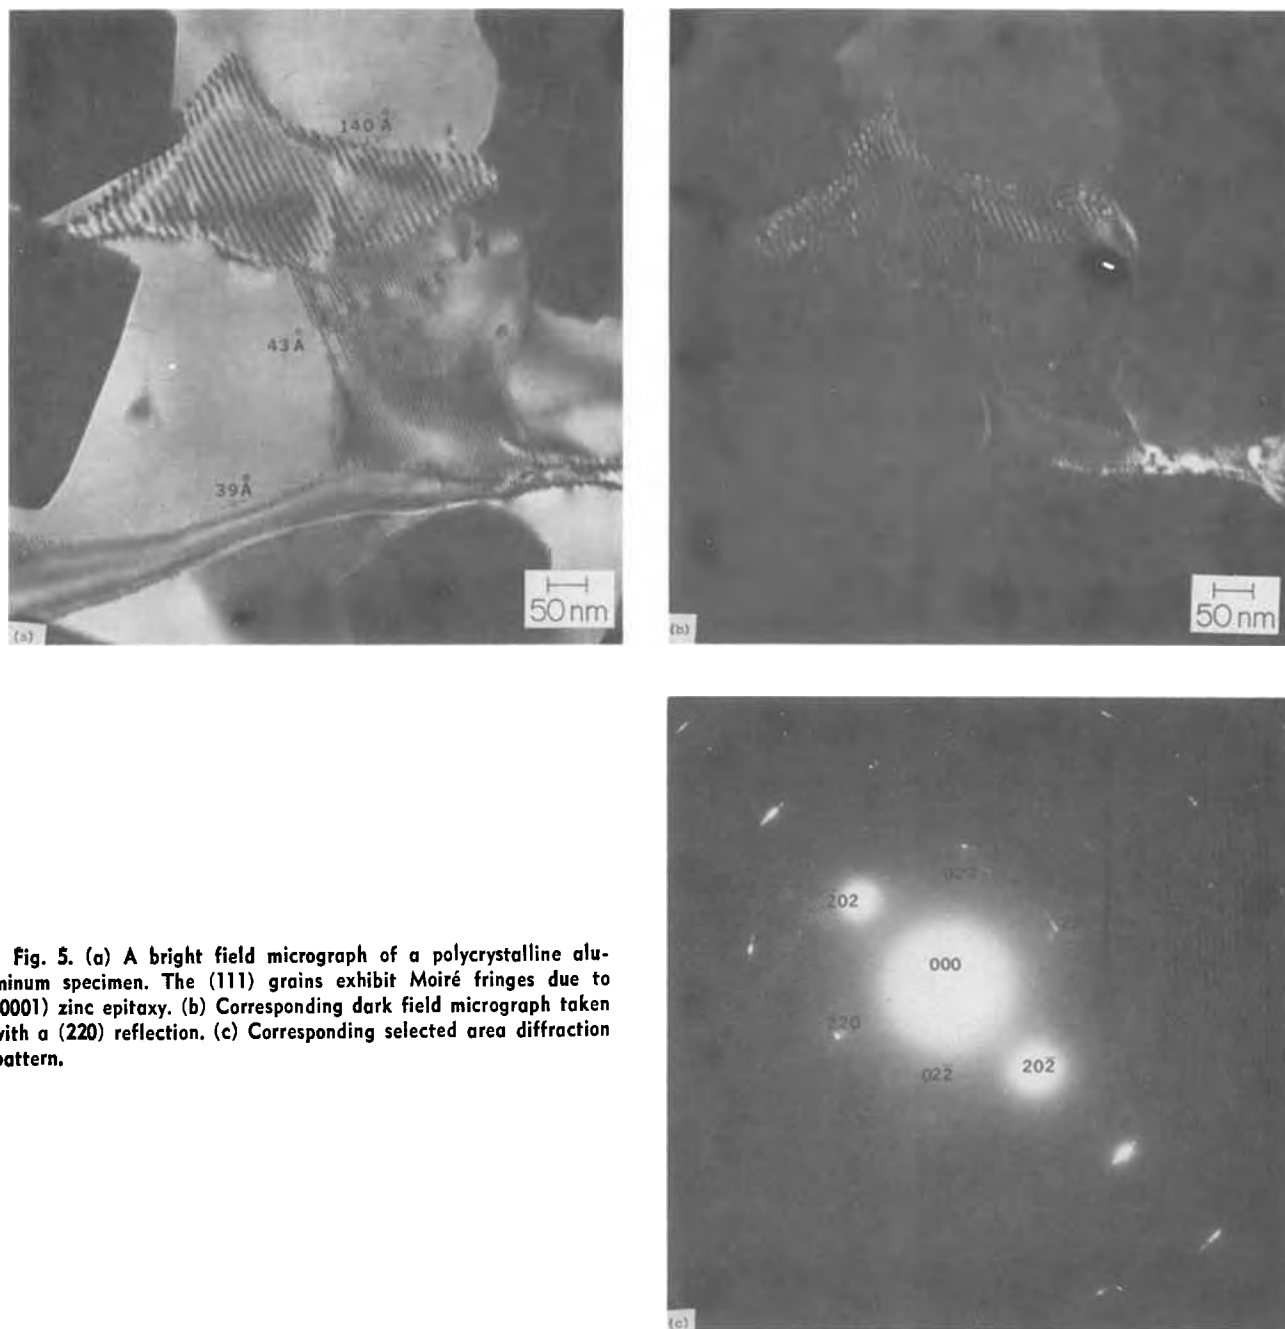 140 Å
43 Å
39Å
50 nm
(a)
50 nm
(b)
Fig. 5. (a) A bright field micrograph of a polycrystalline alu-
minum specimen. The (111) grains exhibit Moiré fringes due to
0001) zinc epitaxy. (b) Corresponding dark field micrograph taken
with a (220) reflection. (c) Corresponding selected area diffraction
pattern.
202
000
220
022̄
202̄
(c)